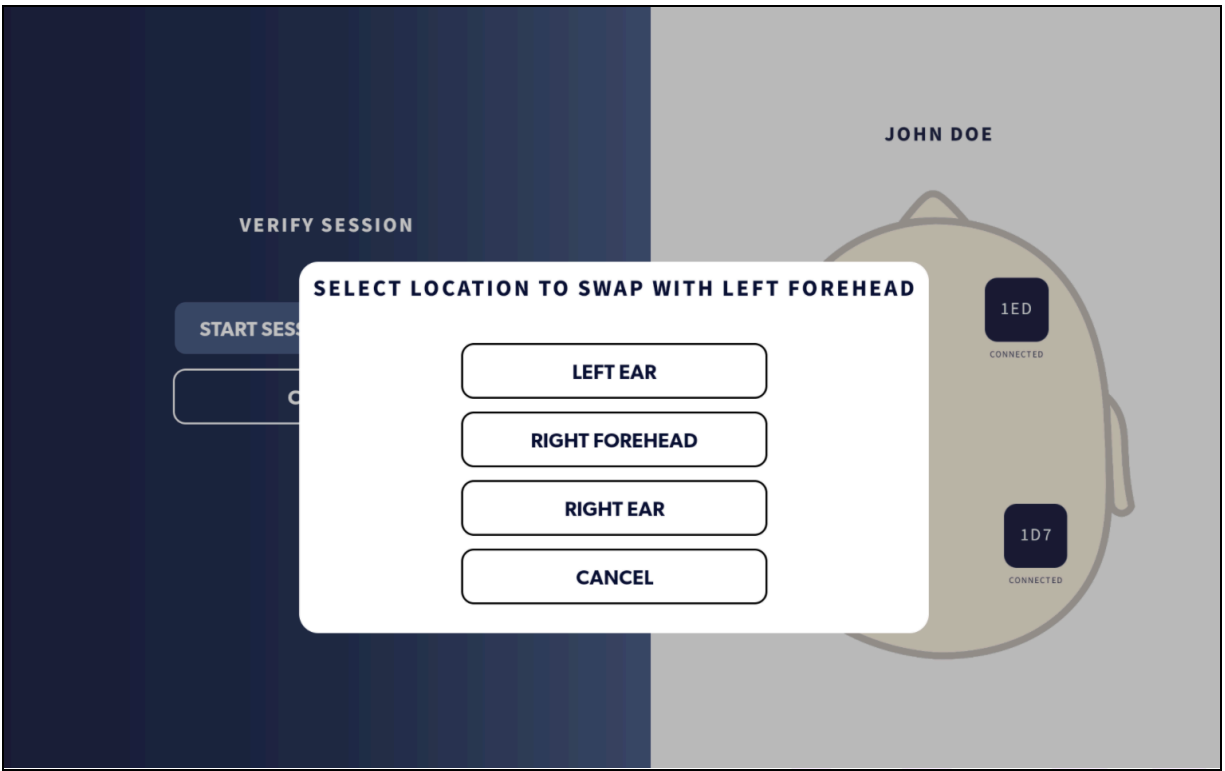 JOHN DOE
VERIFY SESSION
SELECT LOCATION TO SWAP WITH LEFT FOREHEAD
START
LEFT EAR
RIGHT FOREHEAD
RIGHT EAR
CANCEL
1ED
CONNECTED
1D7
CONNECTED